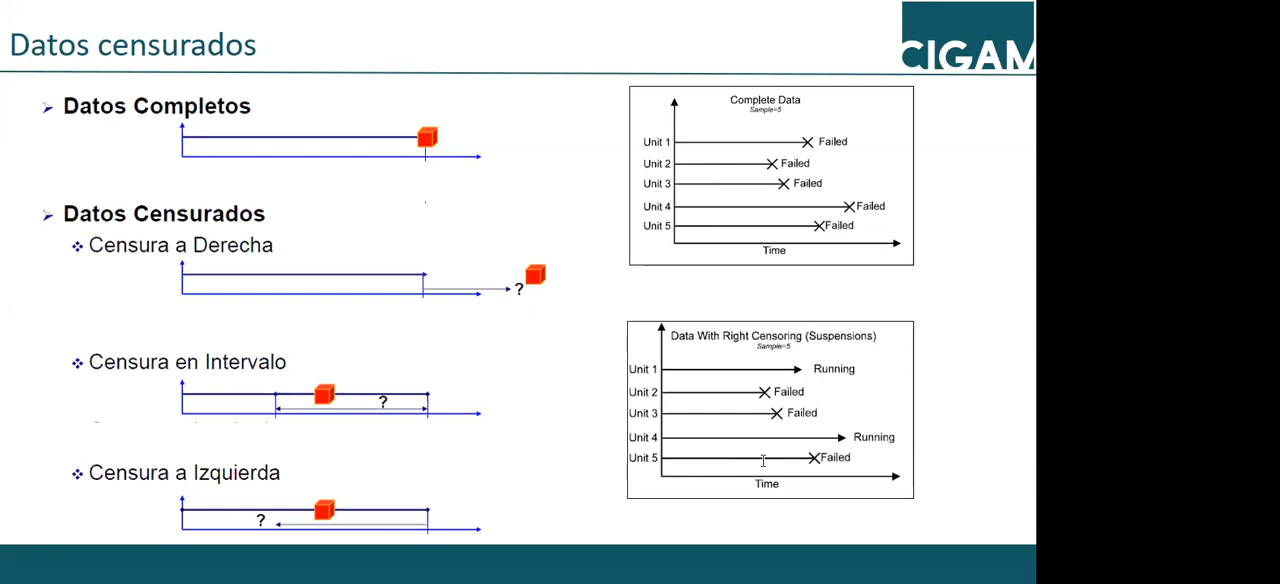 Datos censurados
CIGAM
Datos Completos
Datos Censurados
Censura a Derecha
?
Censura en Intervalo
?
Censura a Izquierda
?
Complete Data
Sample=5
Unit 1 Failed
Unit 2 Failed
Unit 3 Failed
Unit 4 Failed
Unit 5 Failed
Time
Data With Right Censoring (Suspensions)
Sample=5
Unit 1 Running
Unit 2 Failed
Unit 3 Failed
Unit 4 Running
Unit 5 Failed
Time